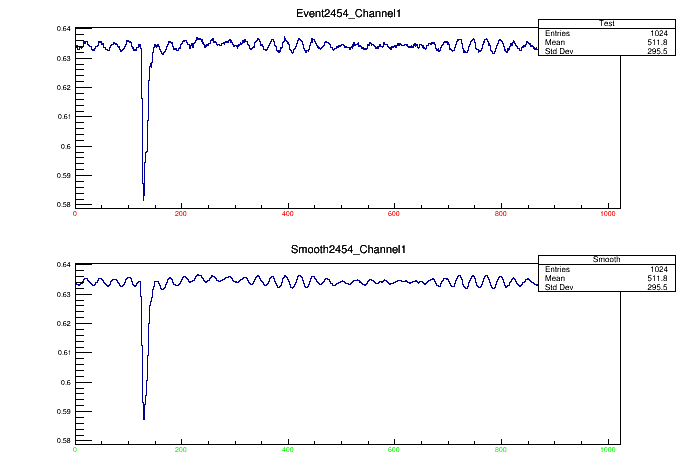 Event2454_Channel1
Test
Entries 1024
Mean 511.8
Std Dev 295.5
0.64
0.63
0.62
0.61
0.6
0.59
0.58
0 200 400 600 800 1000
Smooth2454_Channel1
Smooth
Entries 1024
Mean 511.8
Std Dev 295.5
0.64
0.63
0.62
0.61
0.6
0.59
0.58
0 200 400 600 800 1000